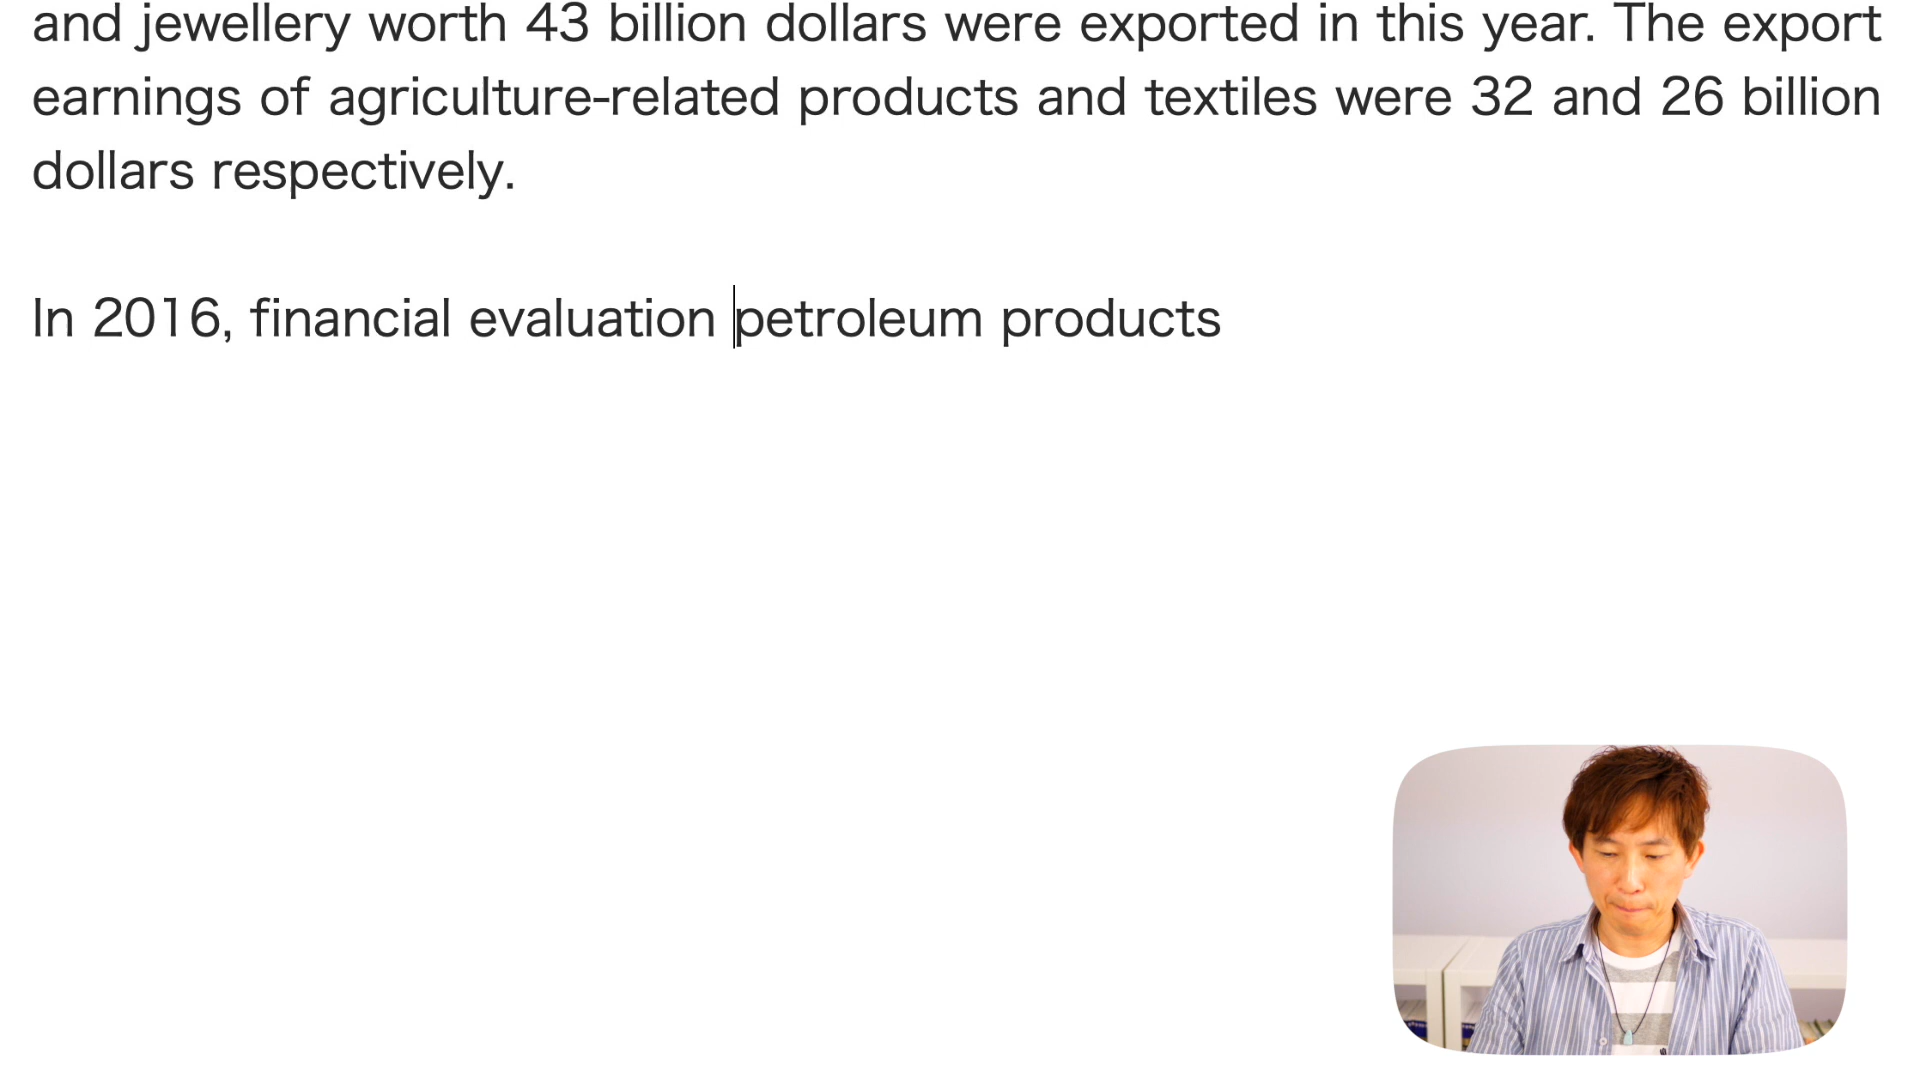 and jewellery worth 43 billion dollars were exported in this year. The export
earnings of agriculture-related products and textiles were 32 and 26 billion
dollars respectively.
In 2016, financial evaluation petroleum products